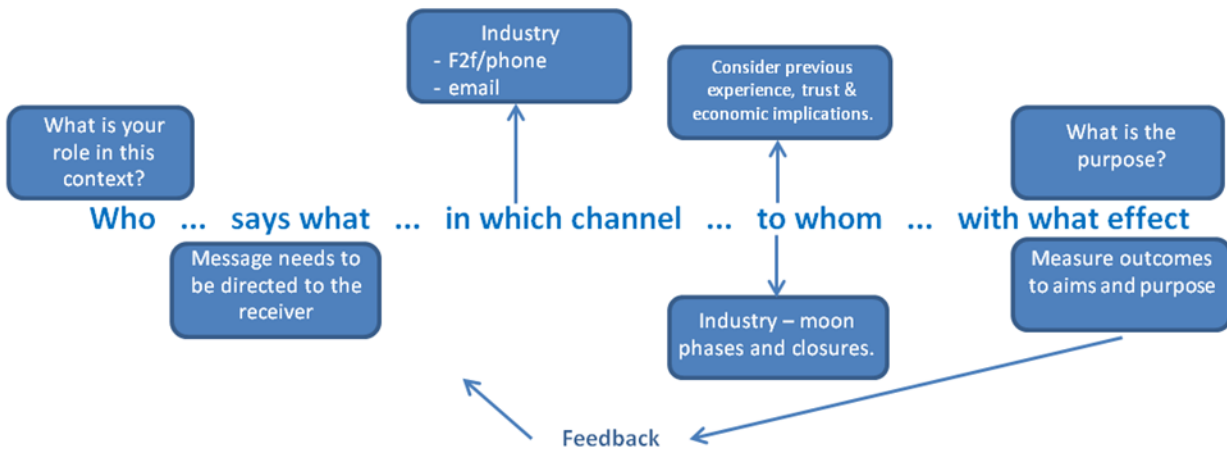 Industry
- F2f/phone
- email
Consider previous
experience, trust &
economic implications.
What is your
role in this
context?
What is the
purpose?
Who ... says what ... in which channel ... to whom ... with what effect
Message needs to
be directed to the
receiver
Measure outcomes
to aims and purpose
Industry – moon
phases and closures.
Feedback